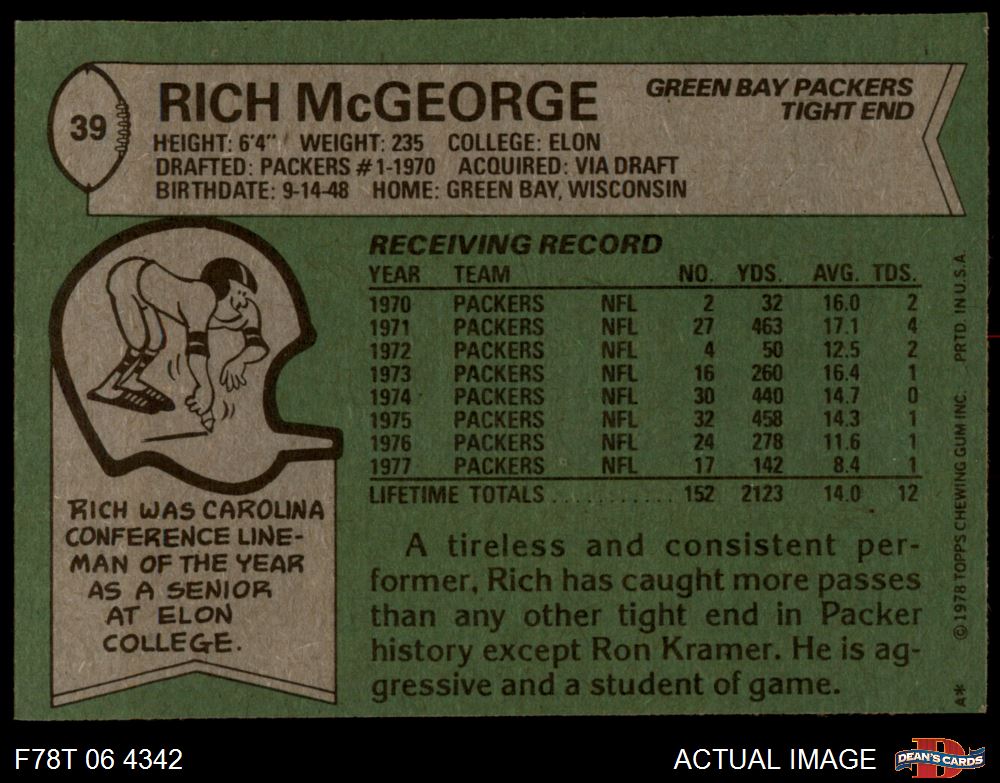 39
RICH McGEORGE
GREEN BAY PACKERS
TIGHT END
HEIGHT: 6'4" WEIGHT: 235 COLLEGE: ELON
DRAFTED: PACKERS #1-1970 ACQUIRED: VIA DRAFT
BIRTHDATE: 9-14-48 HOME: GREEN BAY, WISCONSIN
RECEIVING RECORD
YEAR TEAM NO. YDS. AVG. TDS.
1970 PACKERS NFL 2 32 16.0 2
1971 PACKERS NFL 27 463 17.1 4
1972 PACKERS NFL 4 50 12.5 2
1973 PACKERS NFL 16 260 16.4 1
1974 PACKERS NFL 30 440 14.7 0
1975 PACKERS NFL 32 458 14.3 1
1976 PACKERS NFL 24 278 11.6 1
1977 PACKERS NFL 17 142 8.4 1
LIFETIME TOTALS ............ 152 2123 14.0 12
RICH WAS CAROLINA
CONFERENCE LINE-
MAN OF THE YEAR
AS A SENIOR
AT ELON
COLLEGE.
A tireless and consistent per-
former, Rich has caught more passes
than any other tight end in Packer
history except Ron Kramer. He is ag-
gressive and a student of game.
A* © 1978 TOPPS CHEWING GUM INC. PRTD. IN U.S.A
F78T 06 4342
ACTUAL IMAGE
D
DEAN'S CARDS